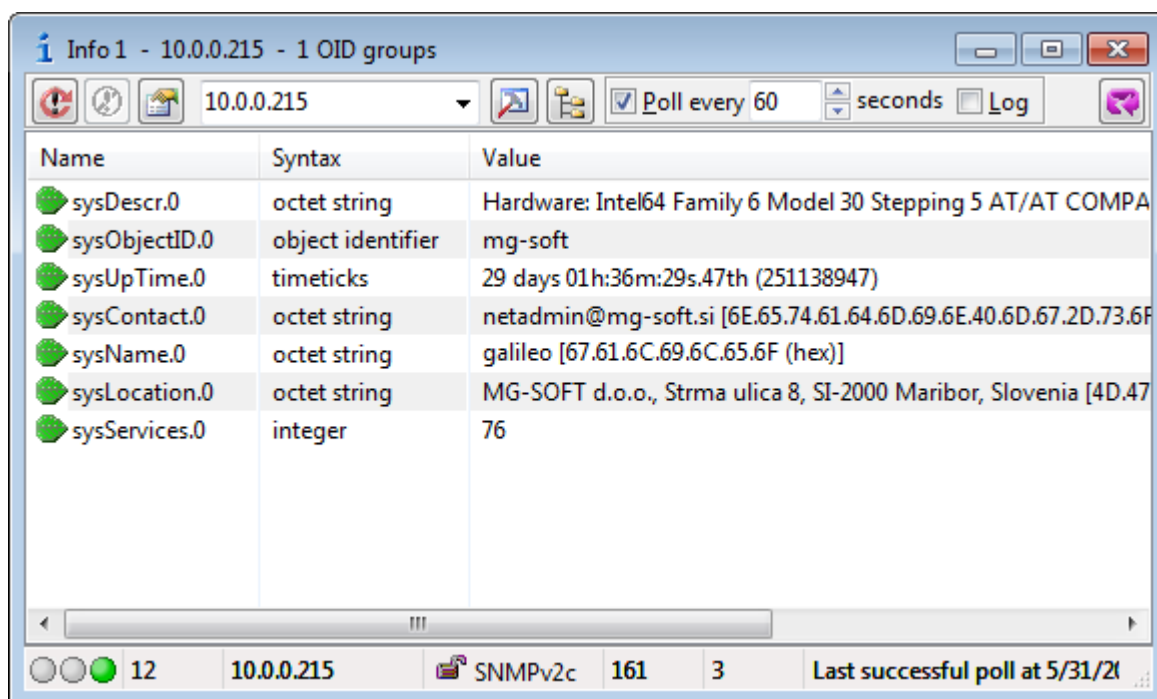 Info 1 - 10.0.0.215 - 1 OID groups
10.0.0.215 Poll every 60 seconds Log
Name Syntax Value
sysDescr.0 octet string Hardware: Intel64 Family 6 Model 30 Stepping 5 AT/AT COMPA
sysObjectID.0 object identifier mg-soft
sysUpTime.0 timeticks 29 days 01h:36m:29s.47th (251138947)
sysContact.0 octet string netadmin@mg-soft.si [6E.65.74.61.64.6D.69.6E.40.6D.67.2D.73.6F
sysName.0 octet string galileo [67.61.6C.69.6C.65.6F (hex)]
sysLocation.0 octet string MG-SOFT d.o.o., Strma ulica 8, SI-2000 Maribor, Slovenia [4D.47
sysServices.0 integer 76
12 10.0.0.215 SNMPv2c 161 3 Last successful poll at 5/31/20